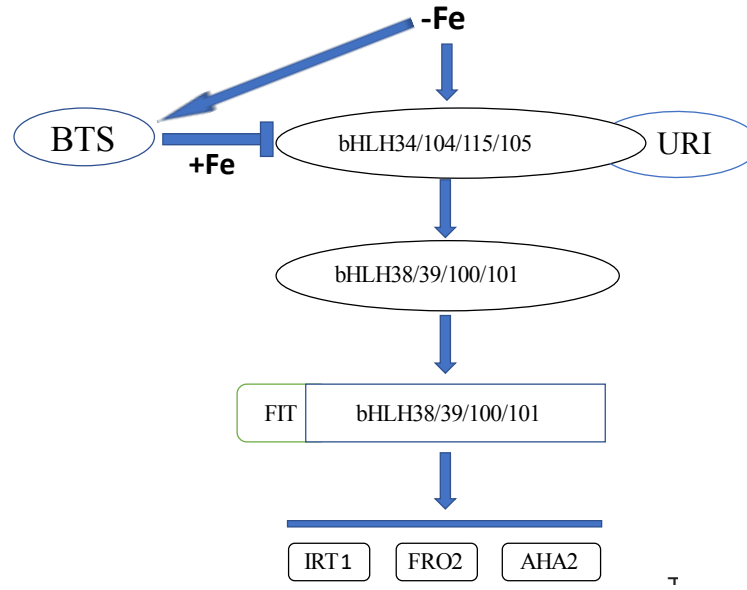 -Fe
BTS
+Fe
bHLH34/104/115/105
URI
bHLH38/39/100/101
FIT
bHLH38/39/100/101
IRT1
FRO2
AHA2